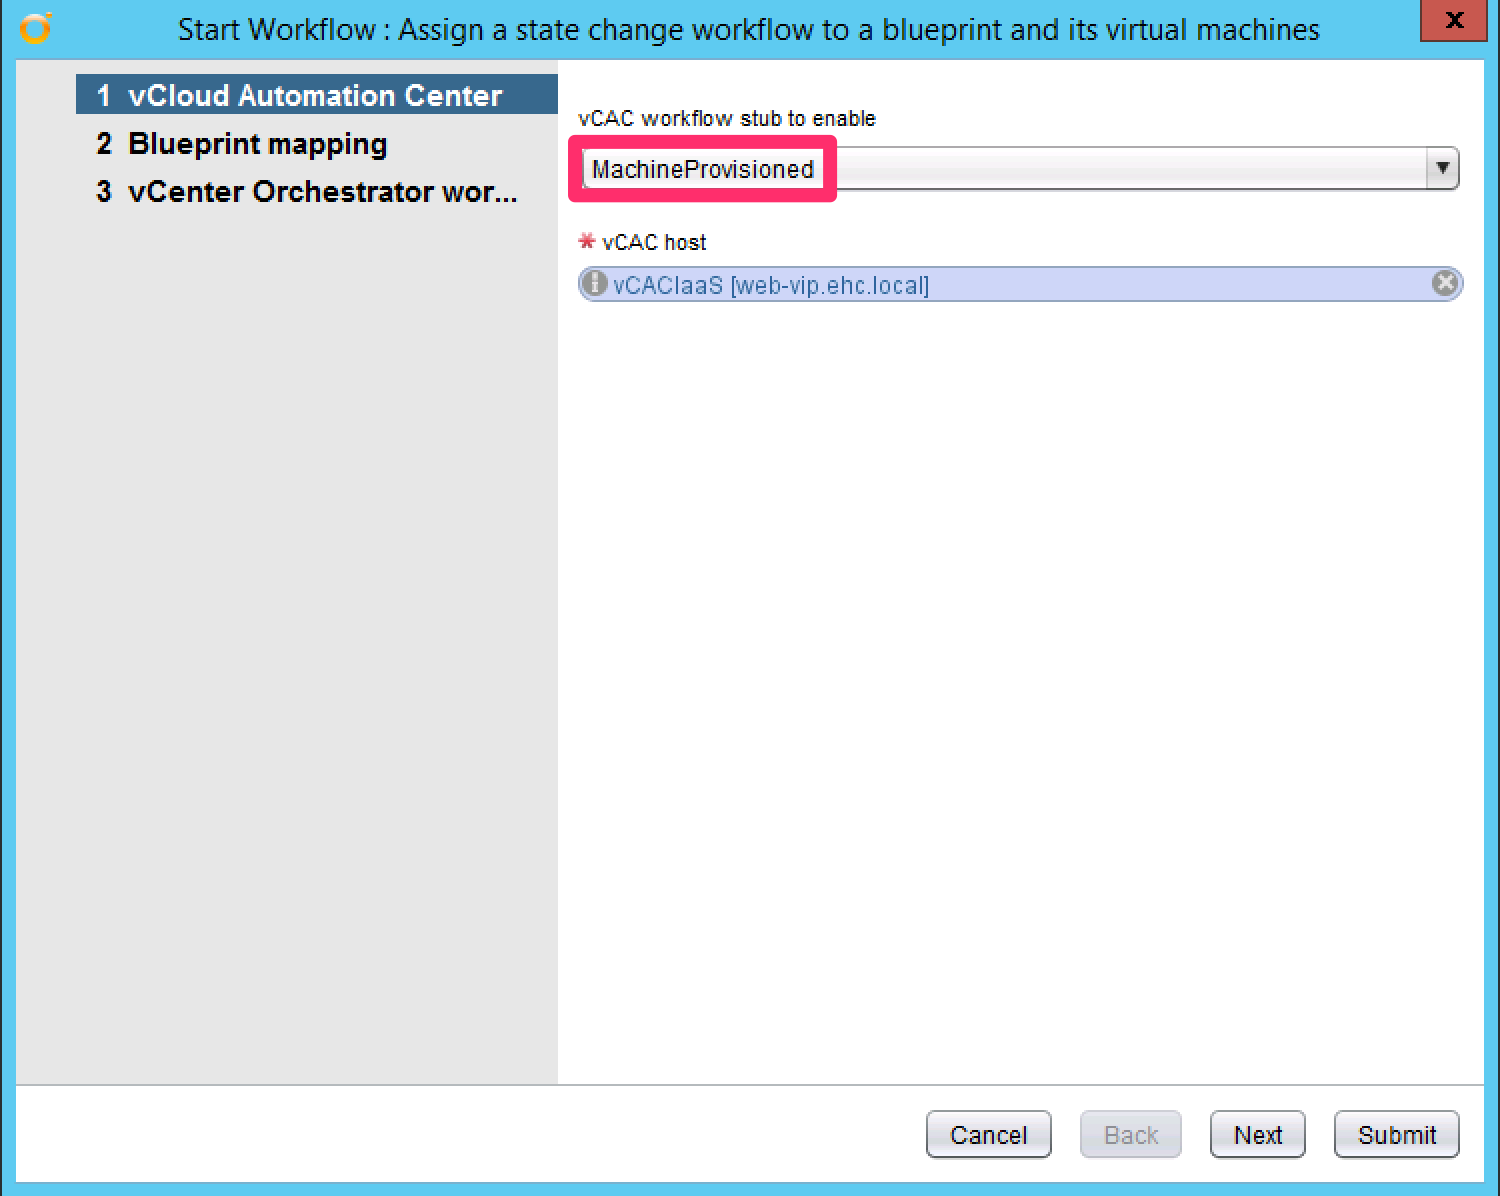 Start Workflow : Assign a state change workflow to a blueprint and its virtual machines
x
1 vCloud Automation Center
2 Blueprint mapping
3 vCenter Orchestrator wor...
vCAC workflow stub to enable
MachineProvisioned
* vCAC host
vCACIaaS [web-vip.ehc.local]
Cancel
Back
Next
Submit